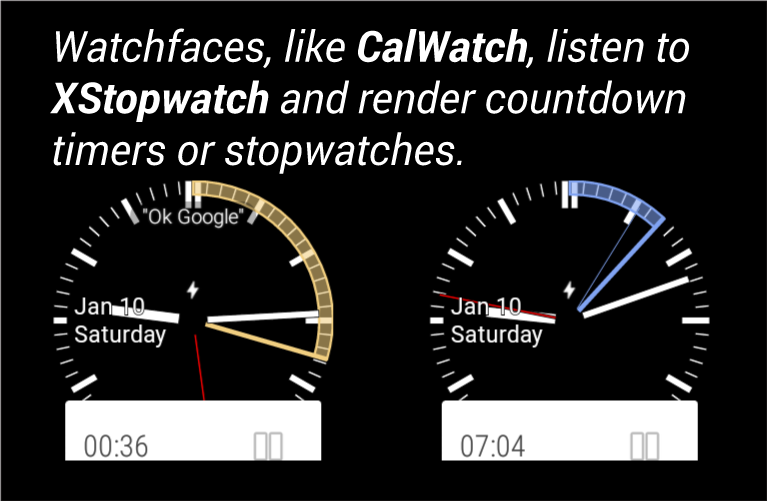 Watchfaces, like CalWatch, listen to
XStopwatch and render countdown
timers or stopwatches.
"Ok Google"
Jan 10
Saturday
00:36
Jan 10
Saturday
07:04